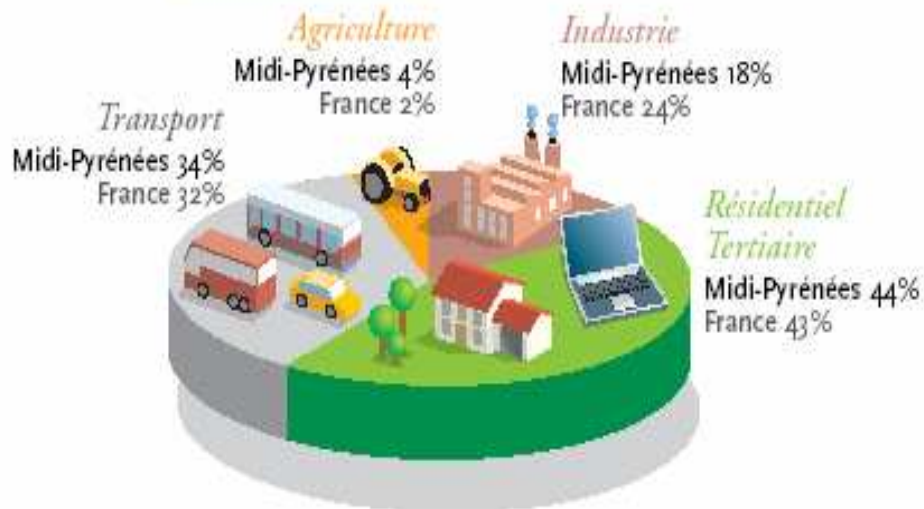 Agriculture
Midi-Pyrénées 4%
France 2%
Industrie
Midi-Pyrénées 18%
France 24%
Transport
Midi-Pyrénées 34%
France 32%
Résidentiel
Tertiaire
Midi-Pyrénées 44%
France 43%